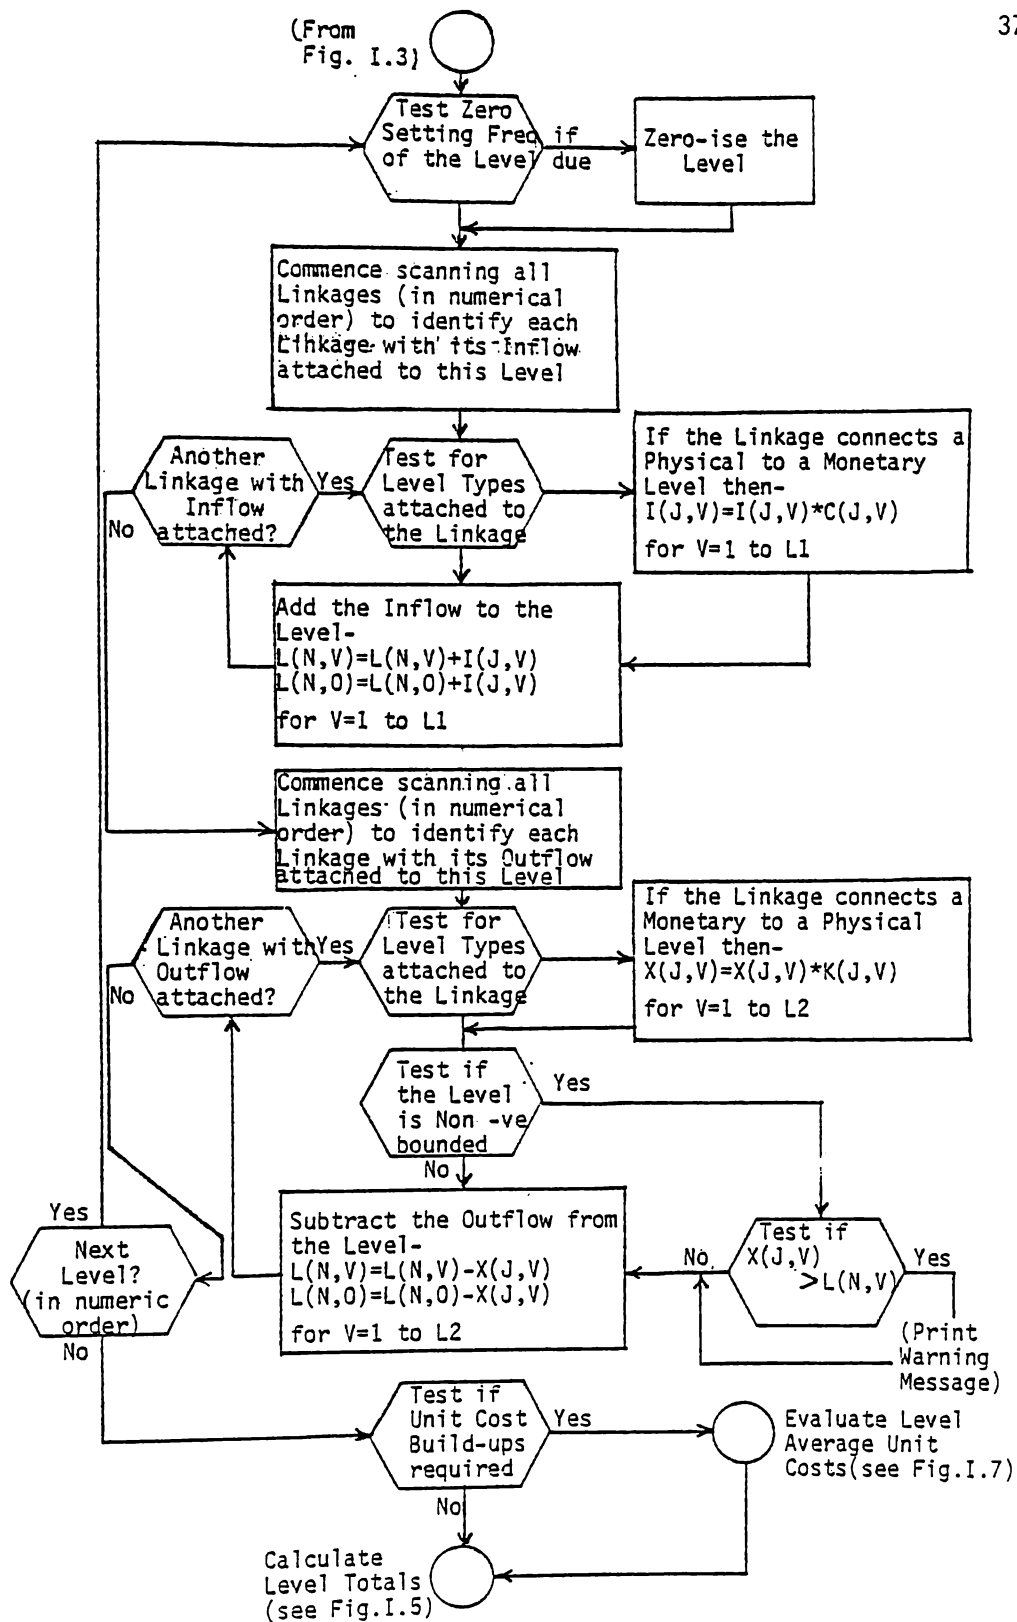 37
(From
Fig. I.3)
Test Zero
Setting Freq
of the Level
if
due
Zero-ise the
Level
Commence scanning all
Linkages (in numerical
order) to identify each
Linkage with its Inflow
attached to this Level
Another
Linkage with
Inflow
attached?
Yes
No
Test for
Level Types
attached to
the Linkage
If the Linkage connects a
Physical to a Monetary
Level then-
I(J,V)=I(J,V)*C(J,V)
for V=1 to L1
Add the Inflow to the
Level-
L(N,V)=L(N,V)+I(J,V)
L(N,0)=L(N,0)+I(J,V)
for V=1 to L1
Commence scanning all
Linkages (in numerical
order) to identify each
Linkage with its Outflow
attached to this Level
Another
Linkage with
Outflow
attached?
Yes
No
Test for
Level Types
attached to
the Linkage
If the Linkage connects a
Monetary to a Physical
Level then-
X(J,V)=X(J,V)*K(J,V)
for V=1 to L2
Test if
the Level
is Non -ve
bounded
Yes
No
Subtract the Outflow from
the Level-
L(N,V)=L(N,V)-X(J,V)
L(N,0)=L(N,0)-X(J,V)
for V=1 to L2
Test if
X(J,V)
>L(N,V)
No
Yes
(Print
Warning
Message)
Yes
Next
Level?
(in numeric
order)
No
Test if
Unit Cost
Build-ups
required
Yes
No
Evaluate Level
Average Unit
Costs(see Fig.I.7)
Calculate
Level Totals
(see Fig.I.5)